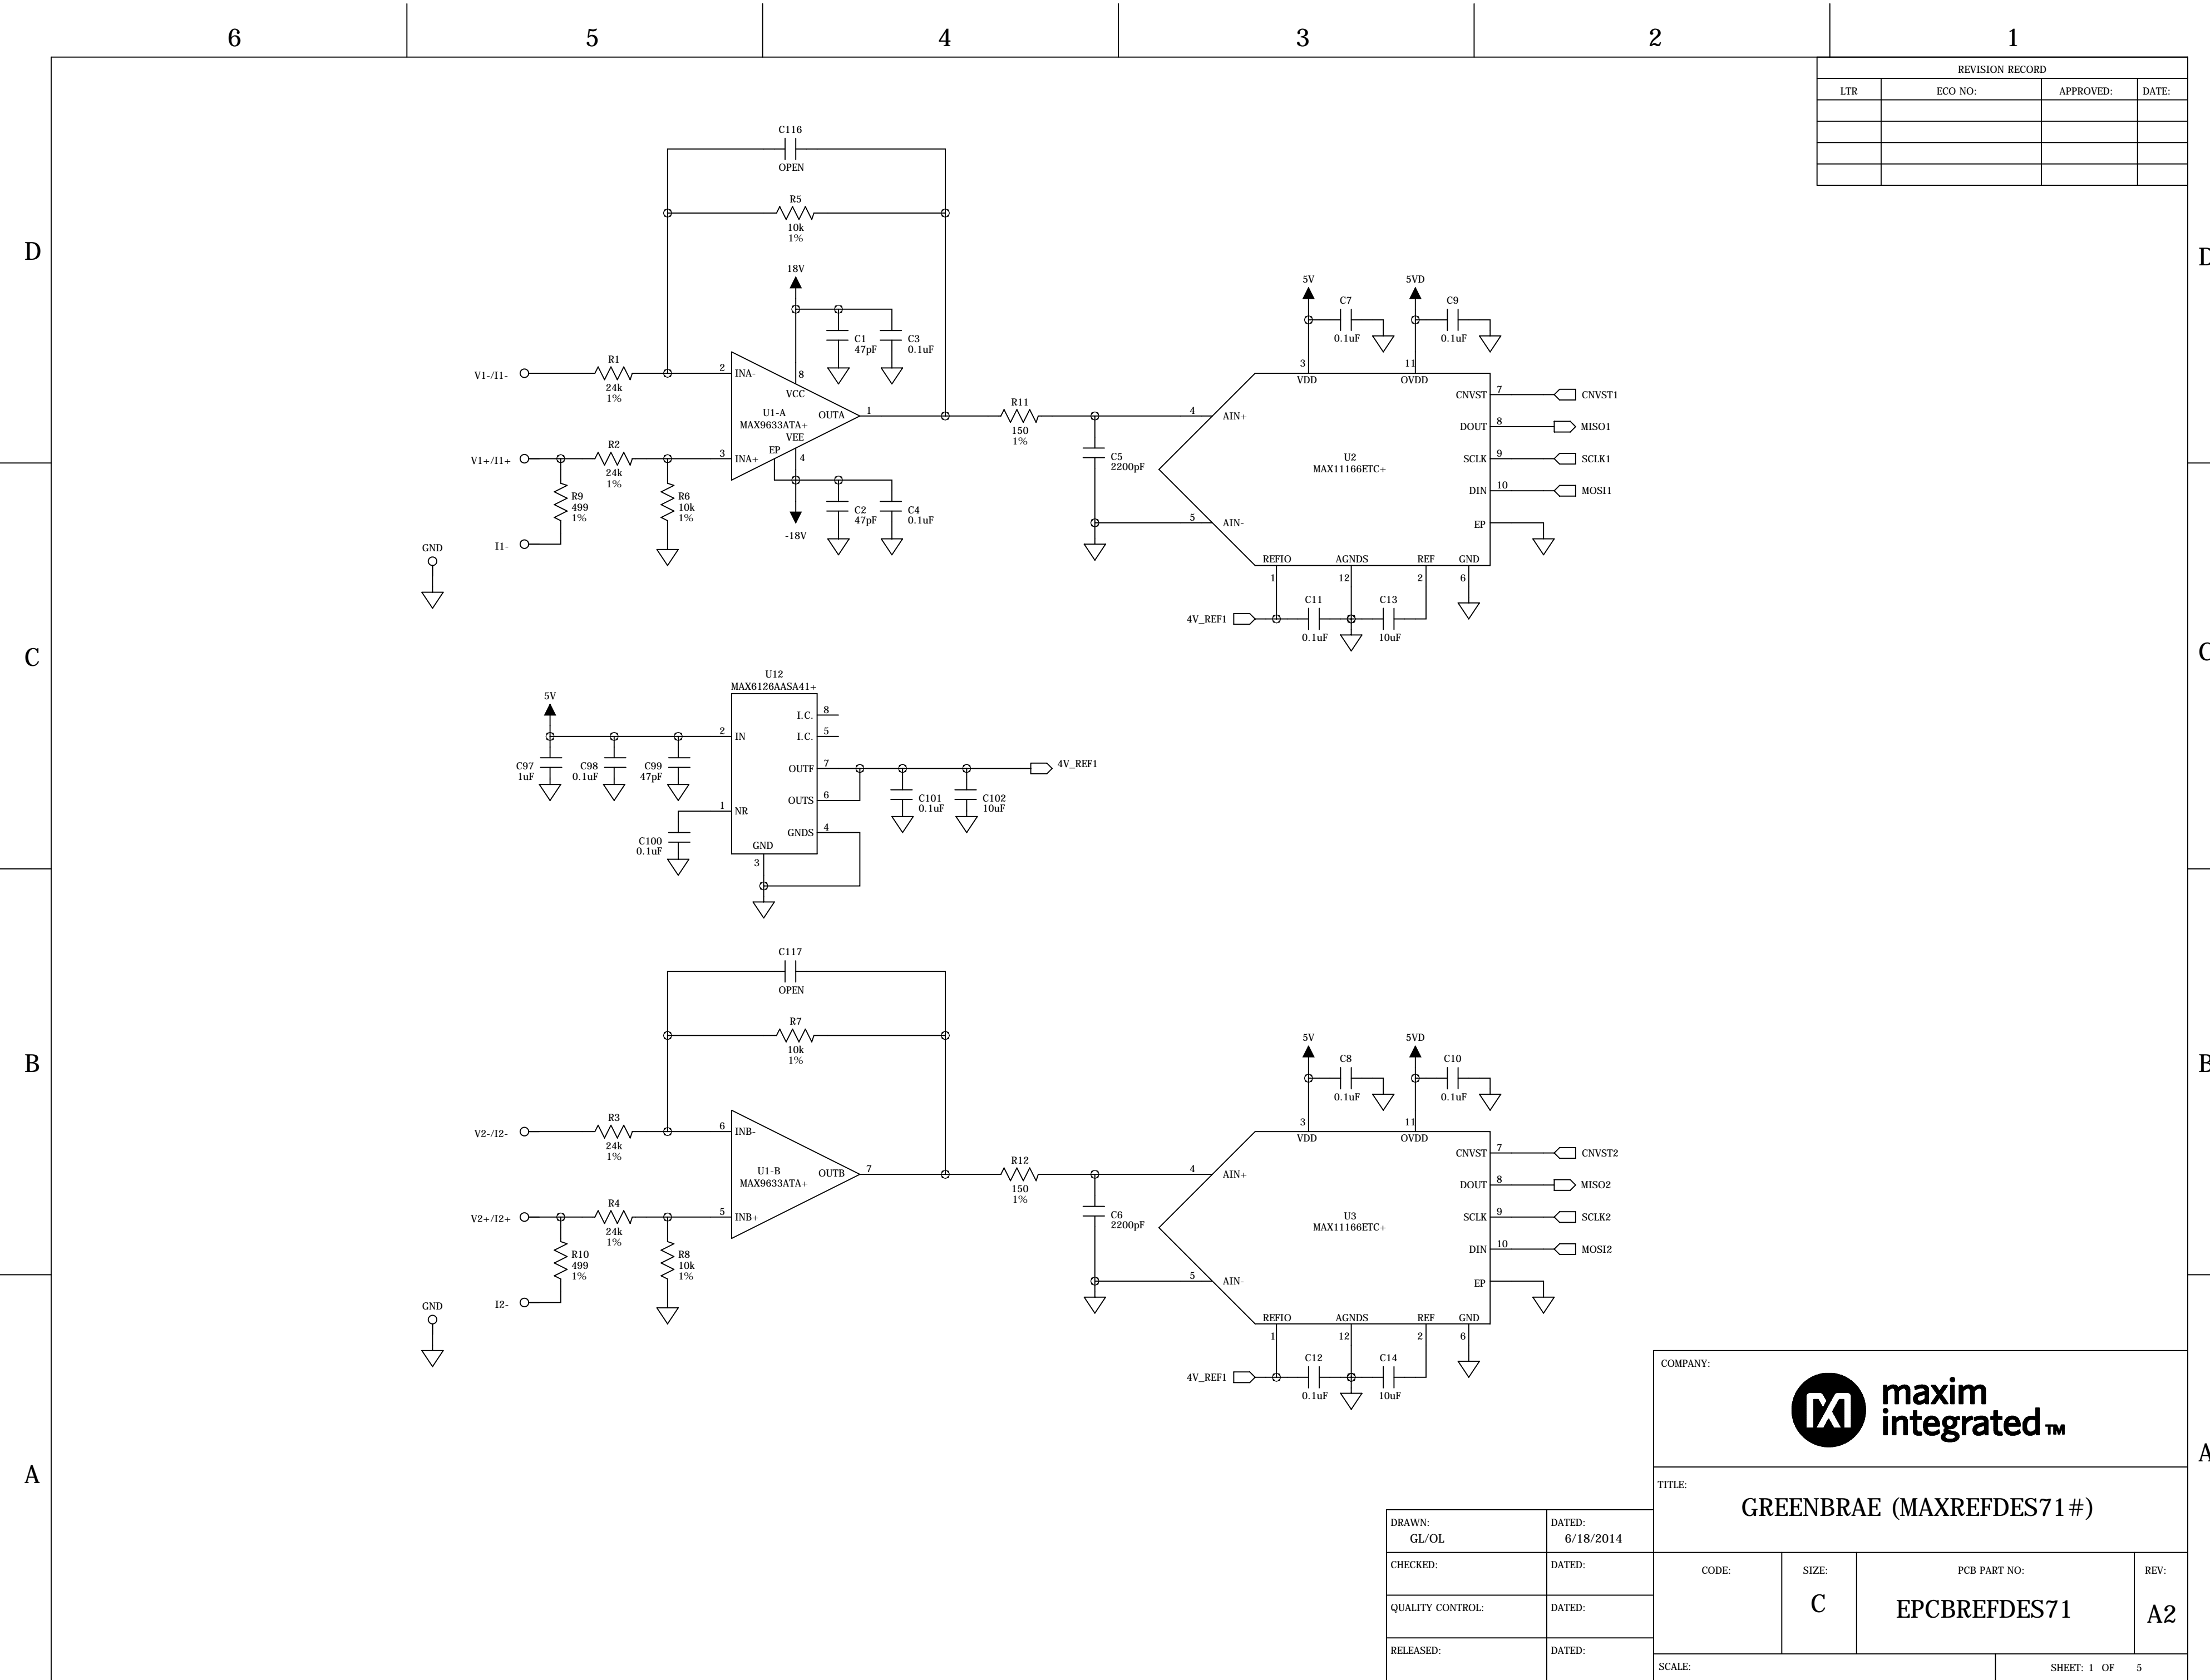 6 5 4 3 2 1
REVISION RECORD
LTR ECO NO: APPROVED: DATE:
D D
C116
OPEN
R5
10k
1%
18V
C1
47pF
C3
0.1uF
V1-/I1-
R1
24k
1%
2 INA-
8
VCC
U1-A
MAX9633ATA+
OUTA 1
VEE
EP
4
V1+/I1+
R2
24k
1%
3 INA+
R9
499
1%
R6
10k
1%
C2
47pF
C4
0.1uF
-18V
I1-
GND
R11
150
1%
C5
2200pF
5V
C7
0.1uF
5VD
C9
0.1uF
3
VDD
11
OVDD
4 AIN+
U2
MAX11166ETC+
5 AIN-
CNVST 7 CNVST1
DOUT 8 MISO1
SCLK 9 SCLK1
DIN 10 MOSI1
EP
REFIO AGNDS REF GND
1 12 2 6
4V_REF1
C11
0.1uF
C13
10uF
C C
U12
MAX6126AASA41+
5V
I.C. 8
I.C. 5
2 IN
C97
1uF
C98
0.1uF
C99
47pF
OUTF 7
4V_REF1
OUTS 6
C101
0.1uF
C102
10uF
1 NR
C100
0.1uF
GNDS 4
GND
3
C117
OPEN
R7
10k
1%
B B
V2-/I2-
R3
24k
1%
6 INB-
U1-B
MAX9633ATA+
OUTB 7
V2+/I2+
R4
24k
1%
5 INB+
R10
499
1%
R8
10k
1%
I2-
GND
R12
150
1%
C6
2200pF
5V
C8
0.1uF
5VD
C10
0.1uF
3
VDD
11
OVDD
4 AIN+
U3
MAX11166ETC+
5 AIN-
CNVST 7 CNVST2
DOUT 8 MISO2
SCLK 9 SCLK2
DIN 10 MOSI2
EP
REFIO AGNDS REF GND
1 12 2 6
4V_REF1
C12
0.1uF
C14
10uF
A A
COMPANY:
maxim
integrated™
TITLE:
GREENBRAE (MAXREFDES71#)
DRAWN:
GL/OL
DATED:
6/18/2014
CHECKED: DATED:
QUALITY CONTROL: DATED:
RELEASED: DATED:
CODE:
SIZE:
C
PCB PART NO:
EPCBREFDES71
REV:
A2
SCALE:
SHEET: 1 OF 5